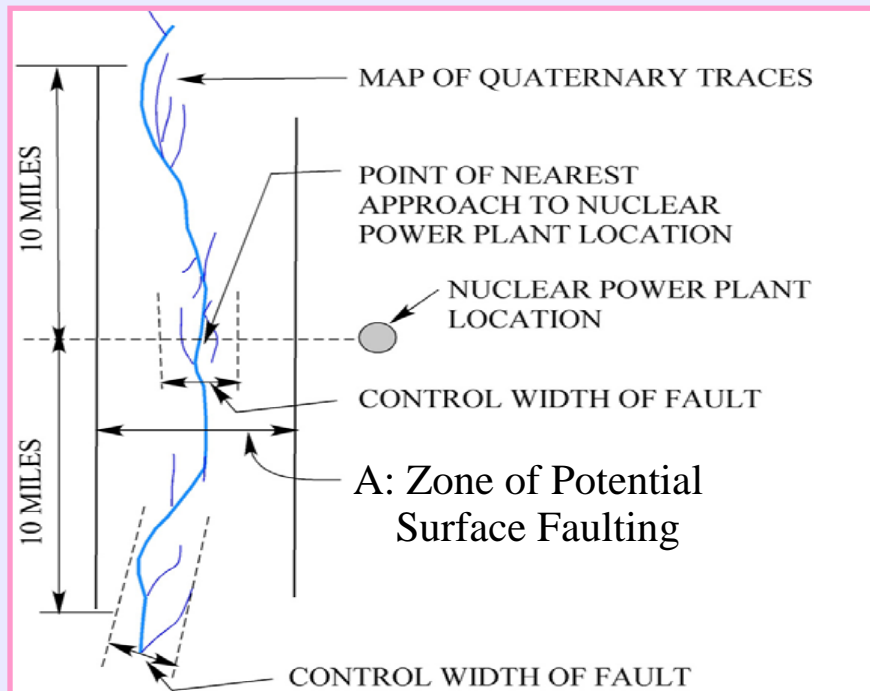 MAP OF QUATERNARY TRACES
10 MILES
POINT OF NEAREST
APPROACH TO NUCLEAR
POWER PLANT LOCATION
NUCLEAR POWER PLANT
LOCATION
CONTROL WIDTH OF FAULT
10 MILES
A: Zone of Potential
Surface Faulting
CONTROL WIDTH OF FAULT